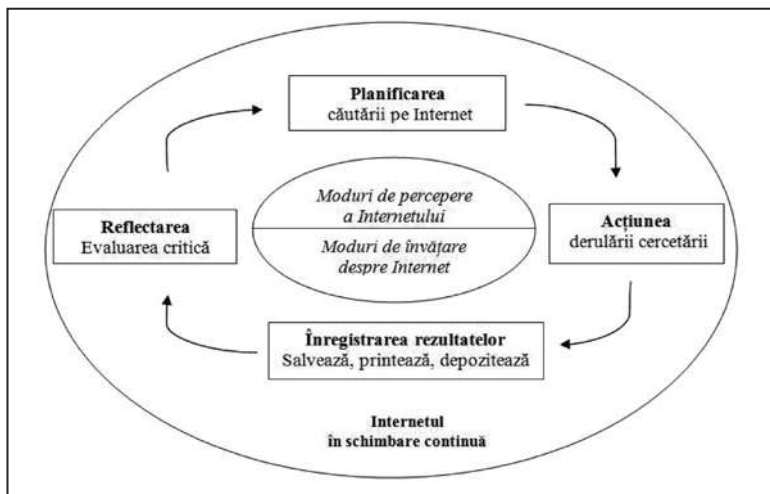 Planificarea
căutării pe Internet
Reflectarea
Evaluarea critică
Moduri de percepere
a Internetului
Moduri de învățare
despre Internet
Acțiunea
derulării cercetării
Înregistrarea rezultatelor
Salvează, printează, depozitează
Internetul
în schimbare continuă